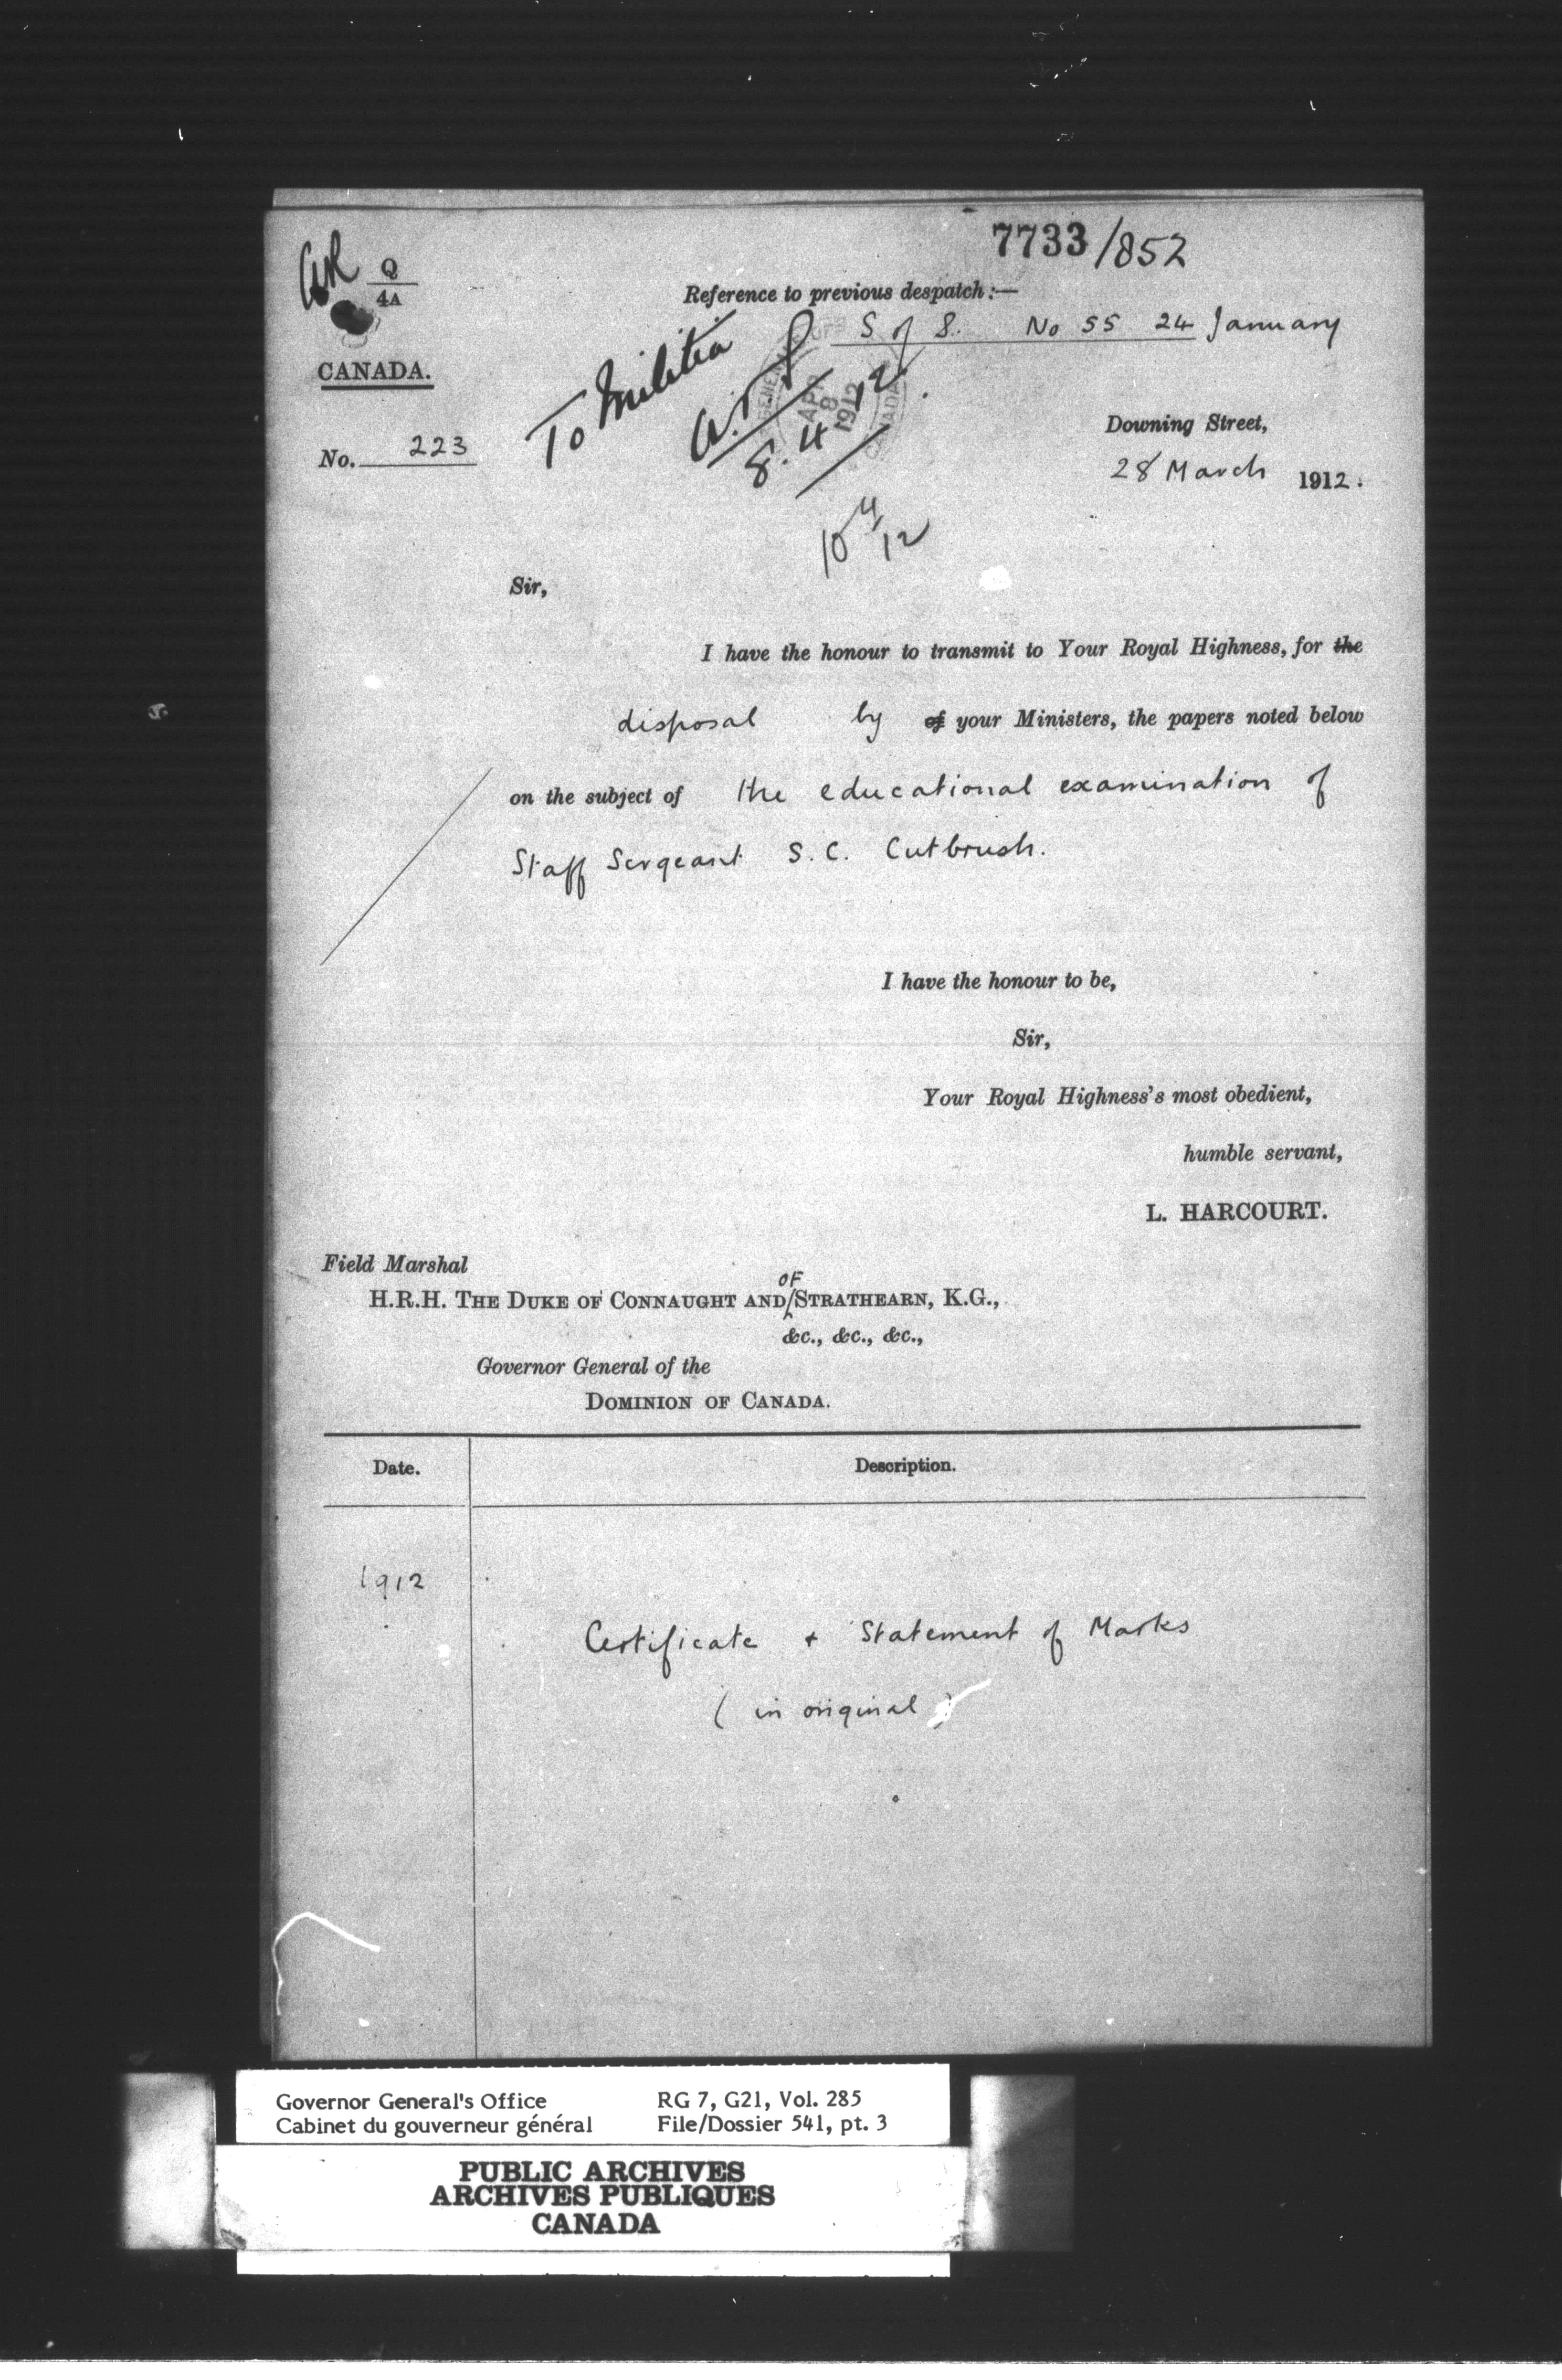 7733/852
Q
4A
Reference to previous despatch:—
S of S. No 55 24 January
CANADA.
To Militia
8.4.12
APR 8 1912
CANADA
No. 223
Downing Street,
28 March 1912.
10/4/12
Sir,
I have the honour to transmit to Your Royal Highness, for the
disposal by of your Ministers, the papers noted below
on the subject of the educational examination of
Staff Sergeant S. C. Cutbrush.
I have the honour to be,
Sir,
Your Royal Highness's most obedient,
humble servant,
L. HARCOURT.
Field Marshal
OF
H.R.H. THE DUKE OF CONNAUGHT AND STRATHEARN, K.G.,
&c., &c., &c.,
Governor General of the
DOMINION OF CANADA.
Date. Description.
1912
Certificate + Statement of Marks
(in original)
Governor General's Office RG 7, G21, Vol. 285
Cabinet du gouverneur général File/Dossier 541, pt. 3
PUBLIC ARCHIVES
ARCHIVES PUBLIQUES
CANADA